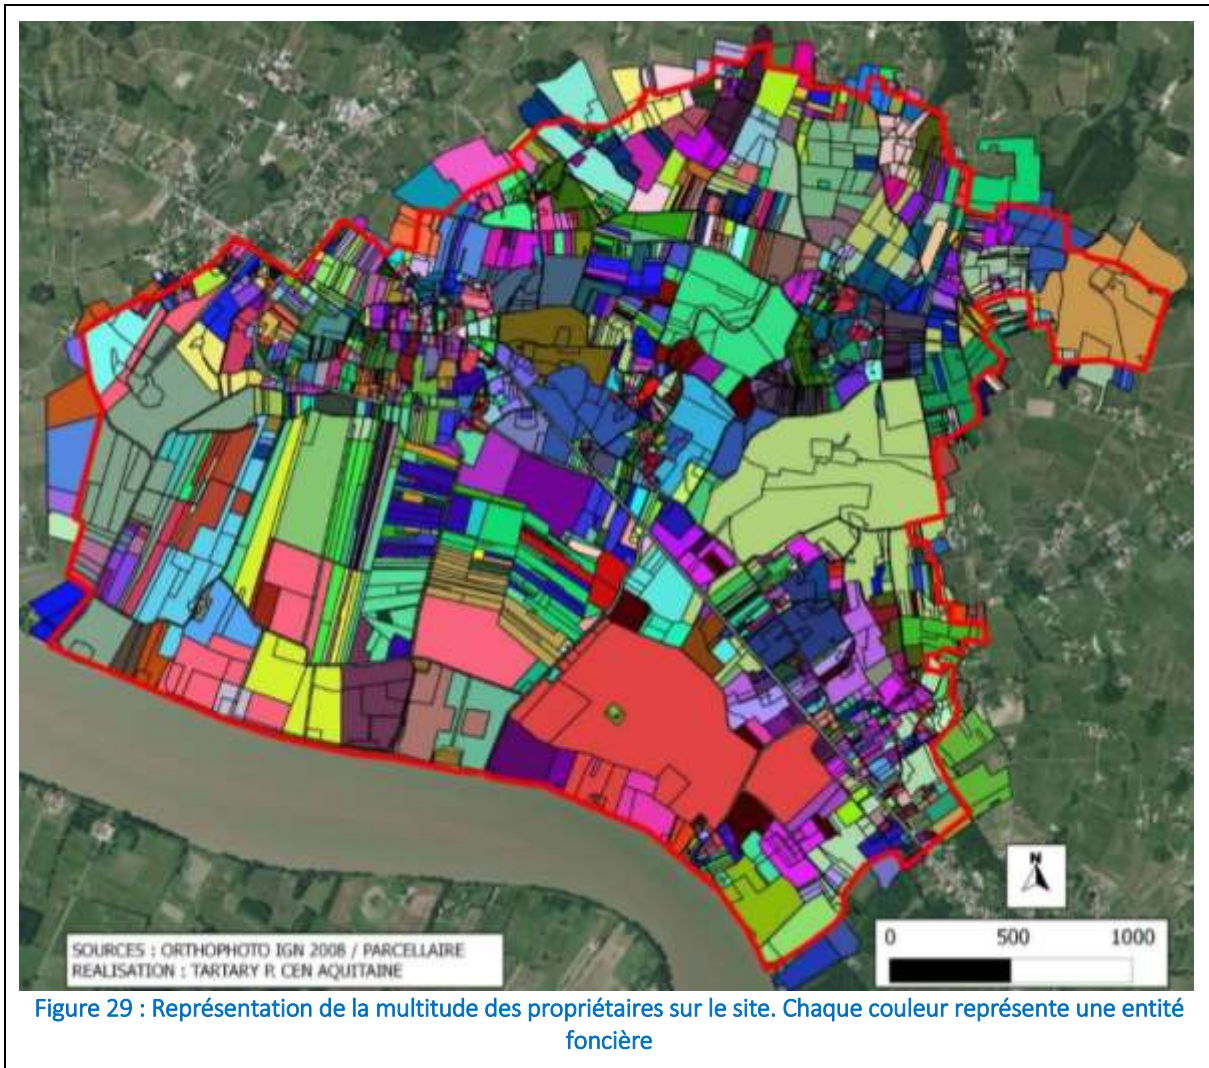 N
0 500 1000
SOURCES : ORTHOPHOTO IGN 2008 / PARCELLAIRE
REALISATION : TARTARY P. CEN AQUITAINE
Figure 29 : Représentation de la multitude des propriétaires sur le site. Chaque couleur représente une entité
foncière